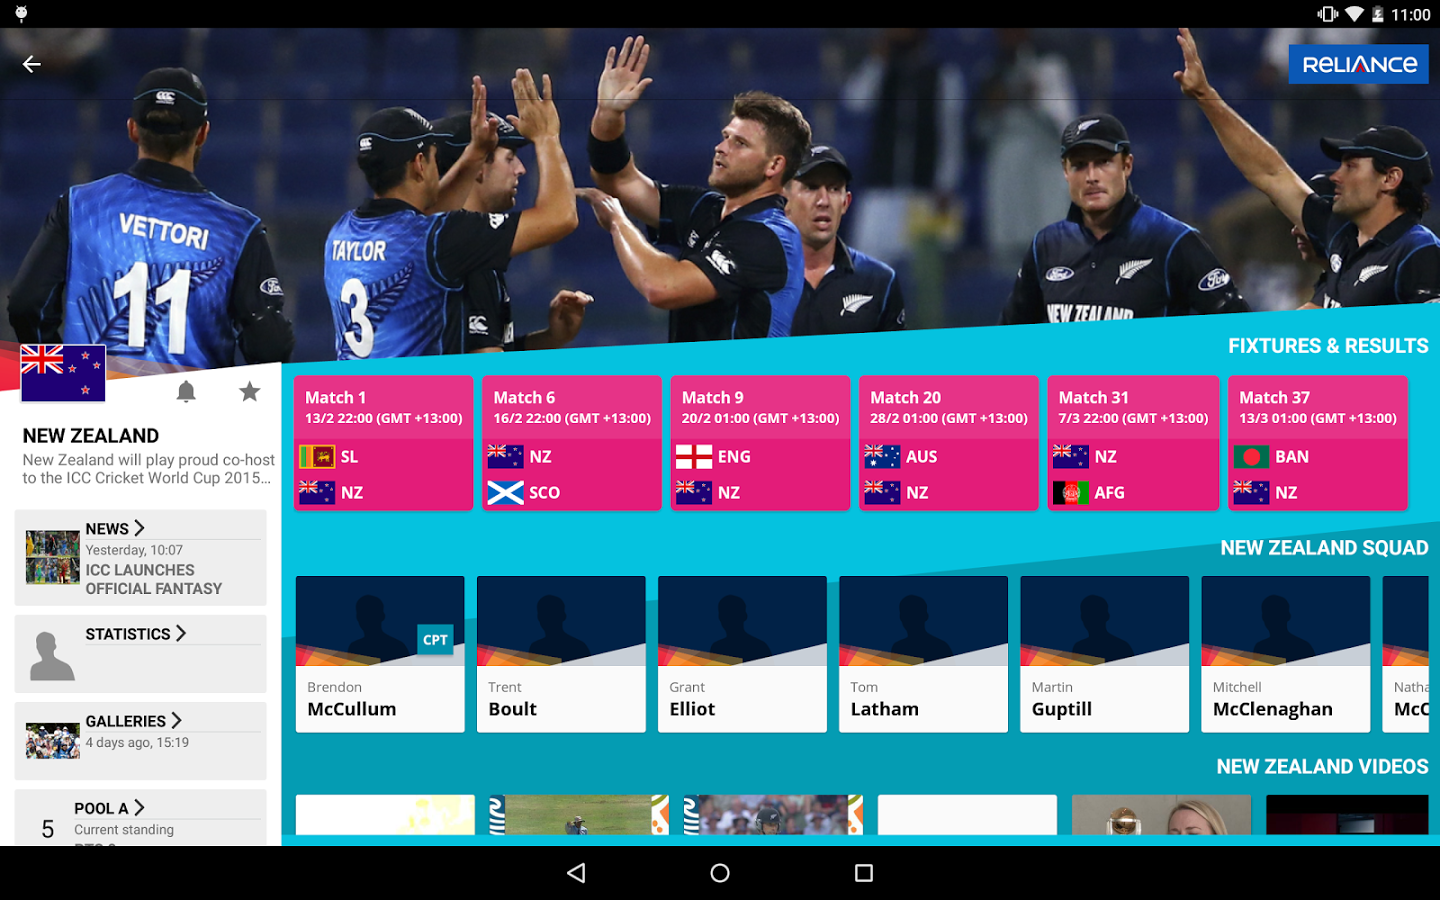 11:00
RELIANCE
VETTORI
11
TAYLOR
3
Ford
Ford
NEW ZEALAND
FIXTURES & RESULTS
Match 1
13/2 22:00 (GMT +13:00)
SL
NZ
Match 6
16/2 22:00 (GMT +13:00)
NZ
SCO
Match 9
20/2 01:00 (GMT +13:00)
ENG
NZ
Match 20
28/2 01:00 (GMT +13:00)
AUS
NZ
Match 31
7/3 22:00 (GMT +13:00)
NZ
AFG
Match 37
13/3 01:00 (GMT +13:00)
BAN
NZ
NEW ZEALAND
New Zealand will play proud co-host
to the ICC Cricket World Cup 2015...
NEWS
Yesterday, 10:07
ICC LAUNCHES
OFFICIAL FANTASY
STATISTICS
GALLERIES
4 days ago, 15:19
POOL A
5
Current standing
NEW ZEALAND SQUAD
CPT
Brendon
McCullum
Trent
Boult
Grant
Elliot
Tom
Latham
Martin
Guptill
Mitchell
McClenaghan
Natha
McC
NEW ZEALAND VIDEOS